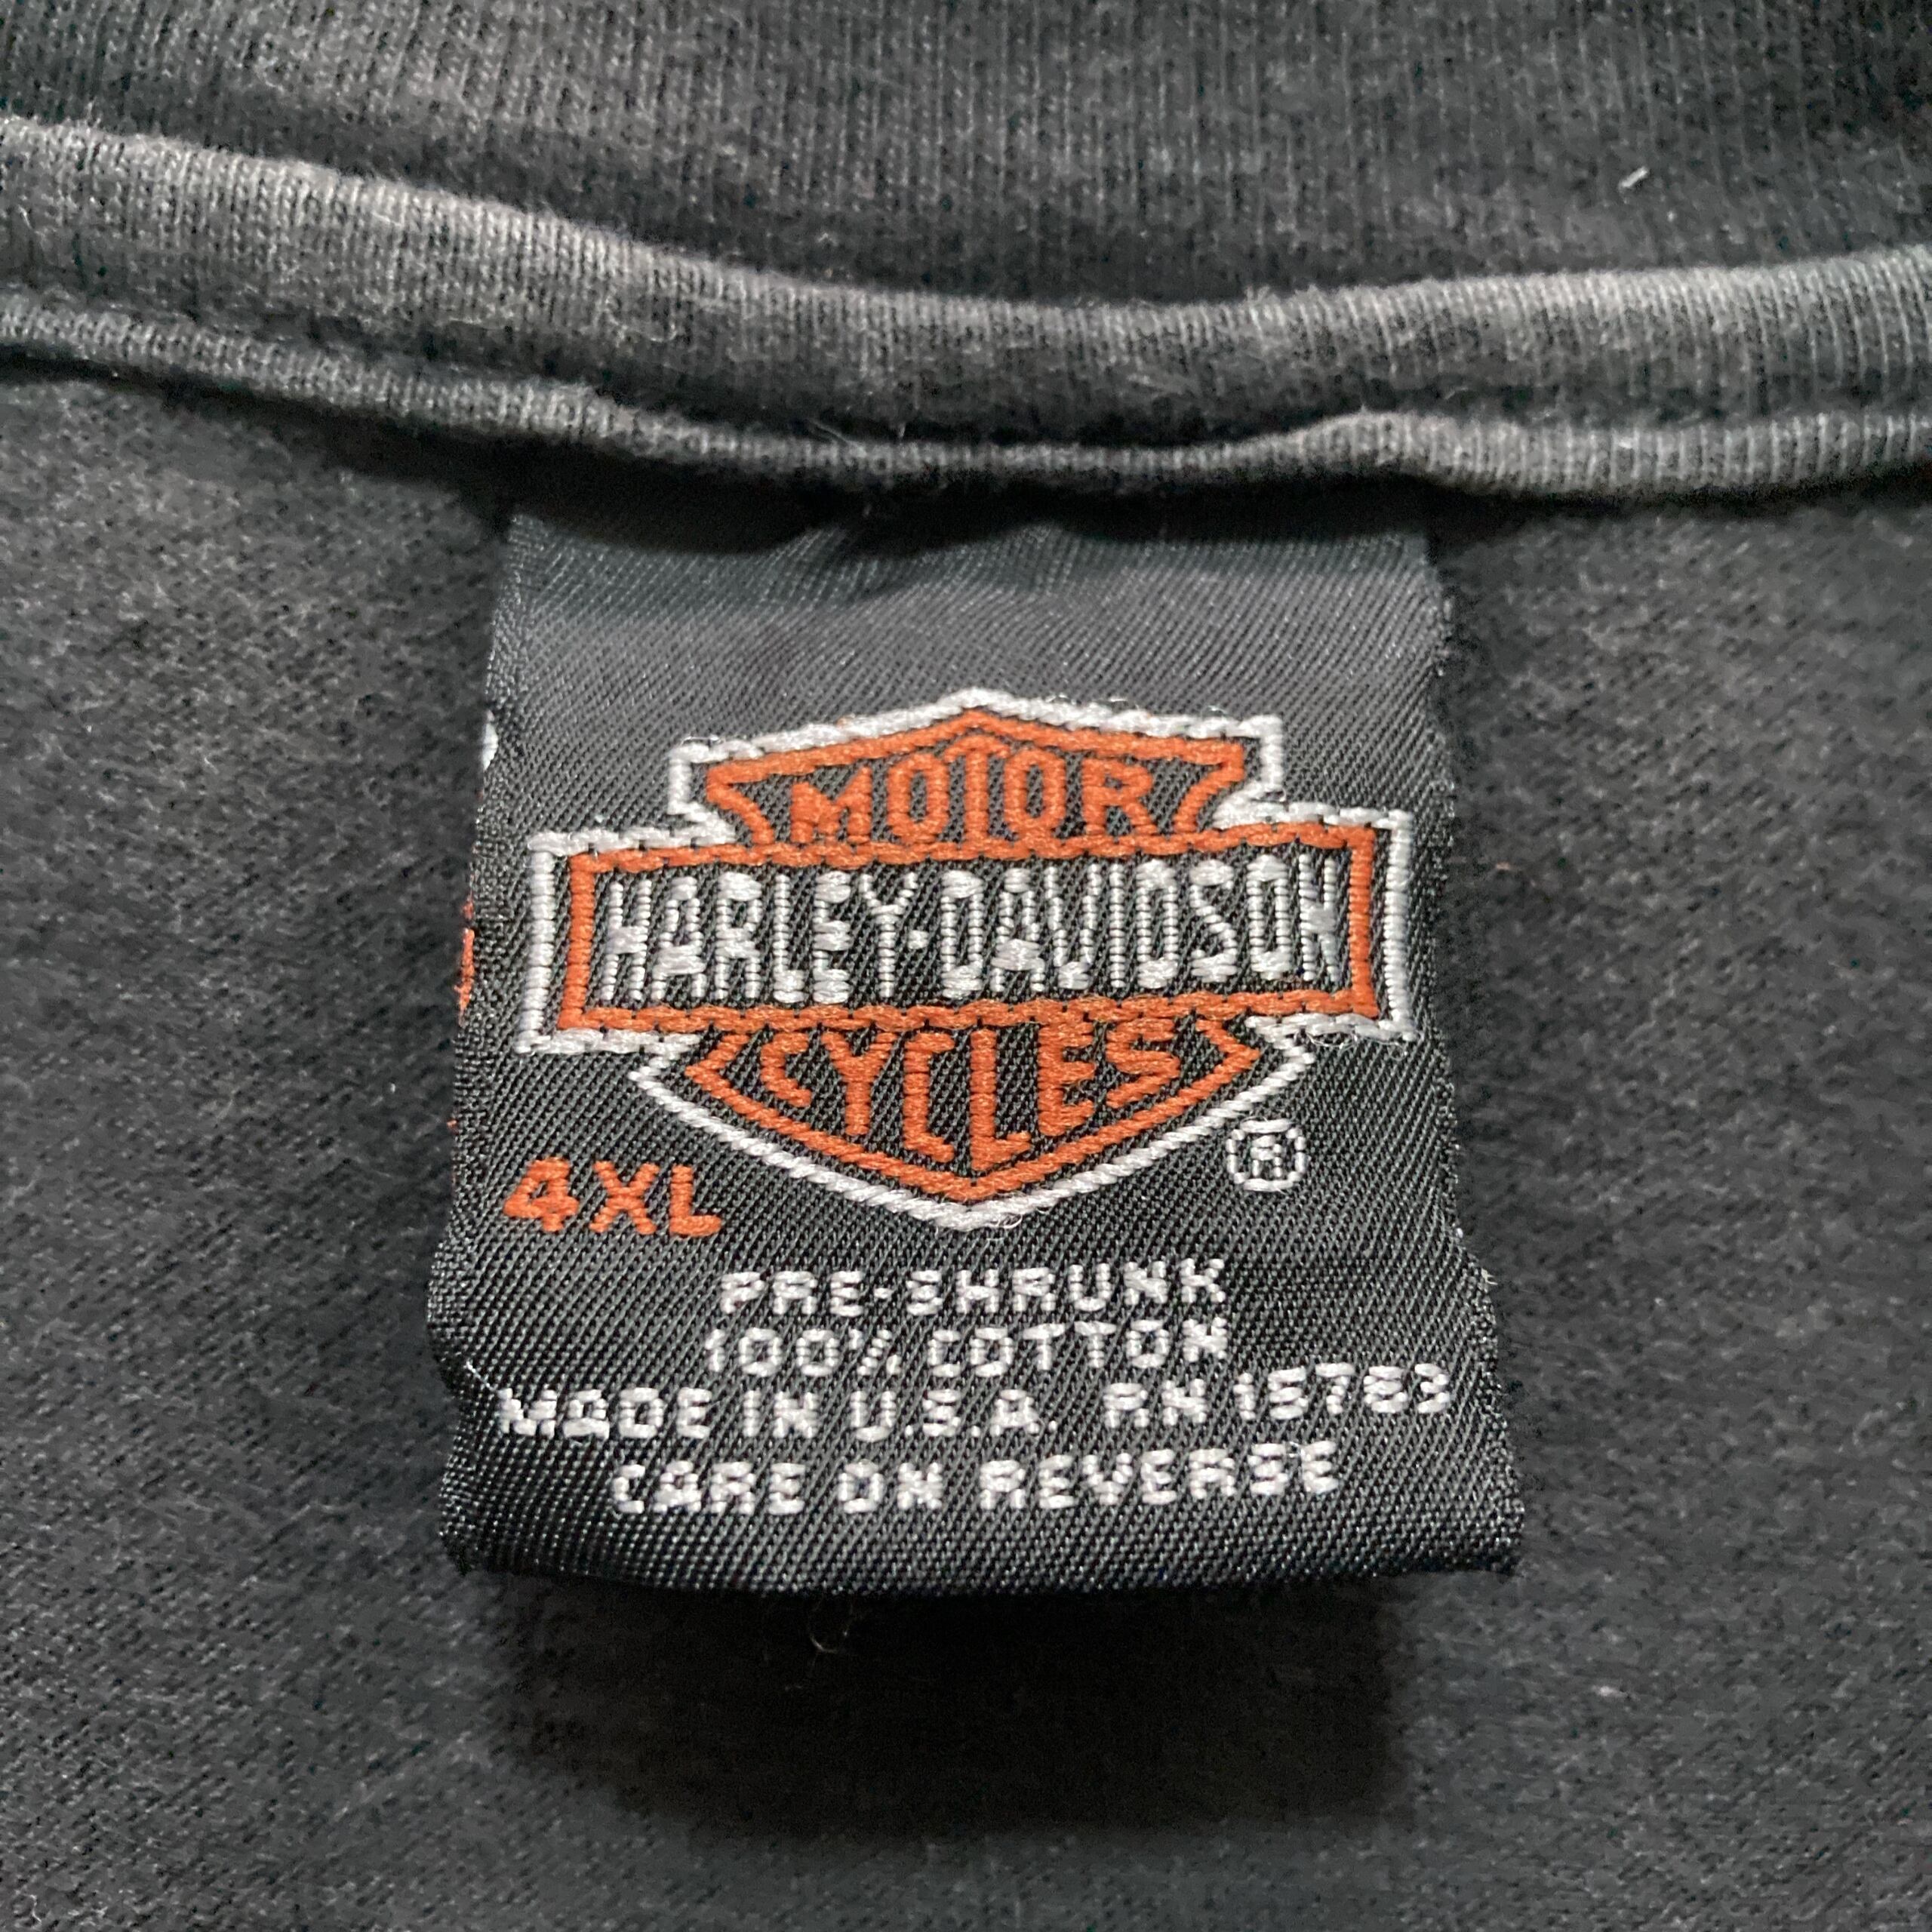 MOTOR
HARLEY-DAVIDSON
CYCLES
®
4XL
PRE-SHRUNK
100% COTTON
MADE IN U.S.A. RN 15763
CARE ON REVERSE